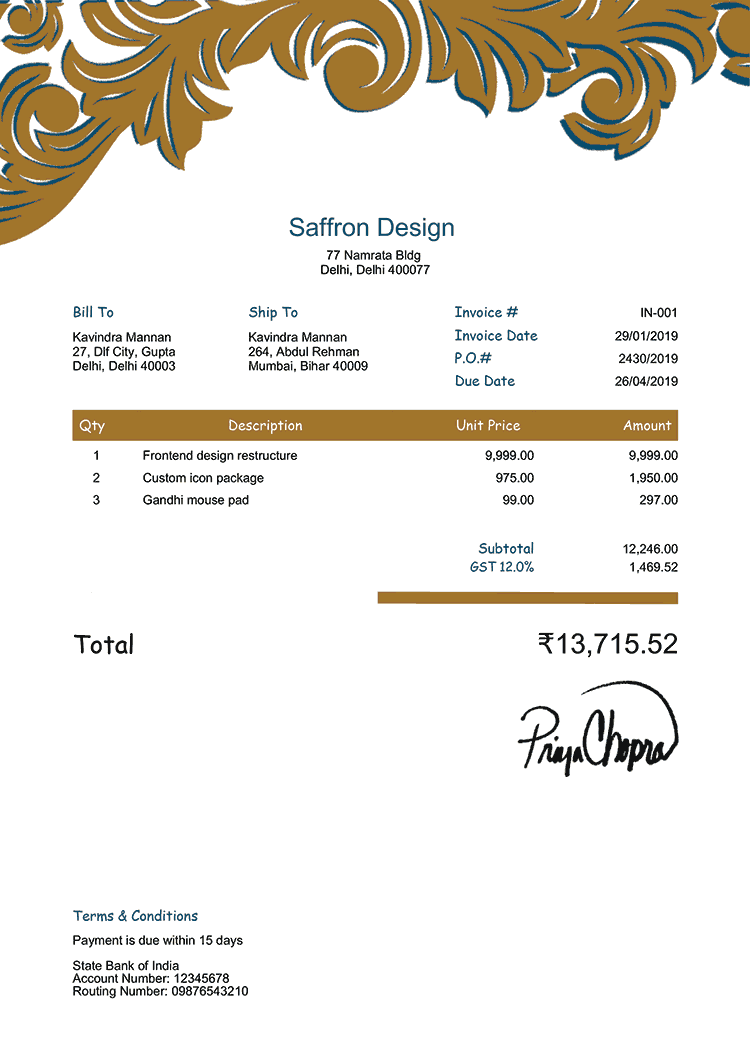 Saffron Design
77 Namrata Bldg
Delhi, Delhi 400077
Bill To
Kavindra Mannan
27, Dlf City, Gupta
Delhi, Delhi 40003
Ship To
Kavindra Mannan
264, Abdul Rehman
Mumbai, Bihar 40009
Invoice # IN-001
Invoice Date 29/01/2019
P.O.# 2430/2019
Due Date 26/04/2019
Qty Description Unit Price Amount
1 Frontend design restructure 9,999.00 9,999.00
2 Custom icon package 975.00 1,950.00
3 Gandhi mouse pad 99.00 297.00
Subtotal 12,246.00
GST 12.0% 1,469.52
Total ₹13,715.52
Priya Chopra
Terms & Conditions
Payment is due within 15 days
State Bank of India
Account Number: 12345678
Routing Number: 09876543210